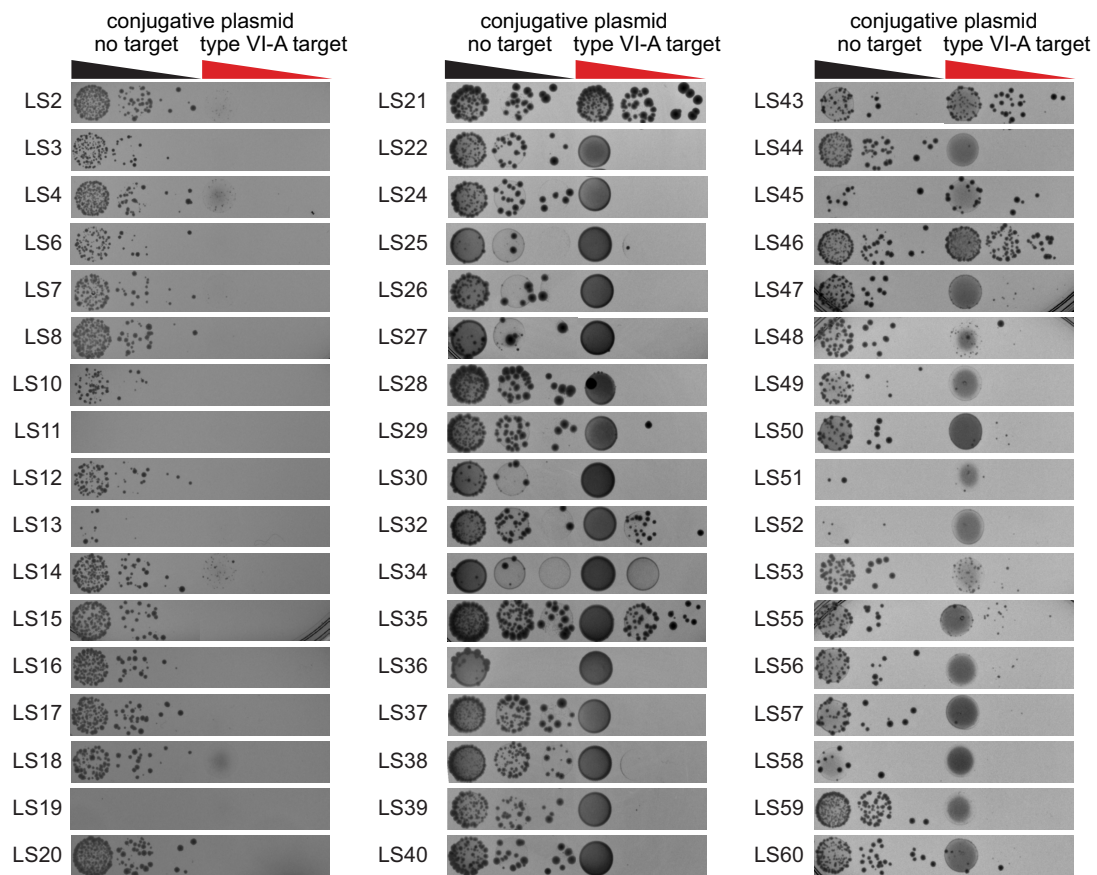 conjugative plasmid
no target type VI-A target
LS2
LS3
LS4
LS6
LS7
LS8
LS10
LS11
LS12
LS13
LS14
LS15
LS16
LS17
LS18
LS19
LS20
conjugative plasmid
no target type VI-A target
LS21
LS22
LS24
LS25
LS26
LS27
LS28
LS29
LS30
LS32
LS34
LS35
LS36
LS37
LS38
LS39
LS40
conjugative plasmid
no target type VI-A target
LS43
LS44
LS45
LS46
LS47
LS48
LS49
LS50
LS51
LS52
LS53
LS55
LS56
LS57
LS58
LS59
LS60